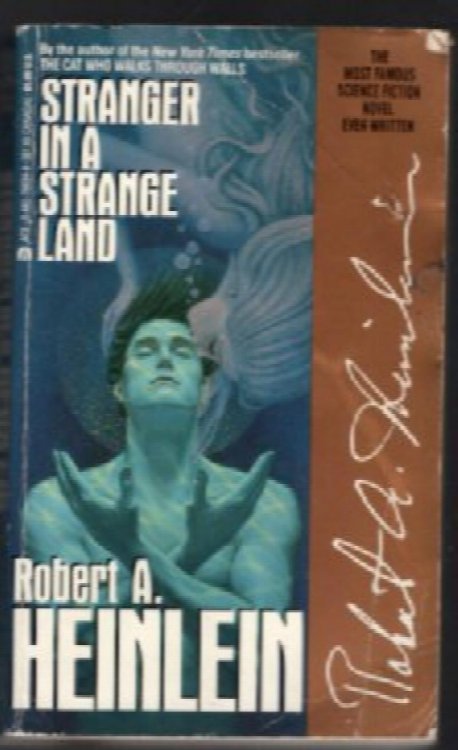 By the author of the New York Times bestseller
THE CAT WHO WALKS THROUGH WALLS
STRANGER
IN A
STRANGE
LAND
THE
MOST FAMOUS
SCIENCE FICTION
NOVEL
EVER WRITTEN
Robert A. Heinlein
Robert A.
HEINLEIN